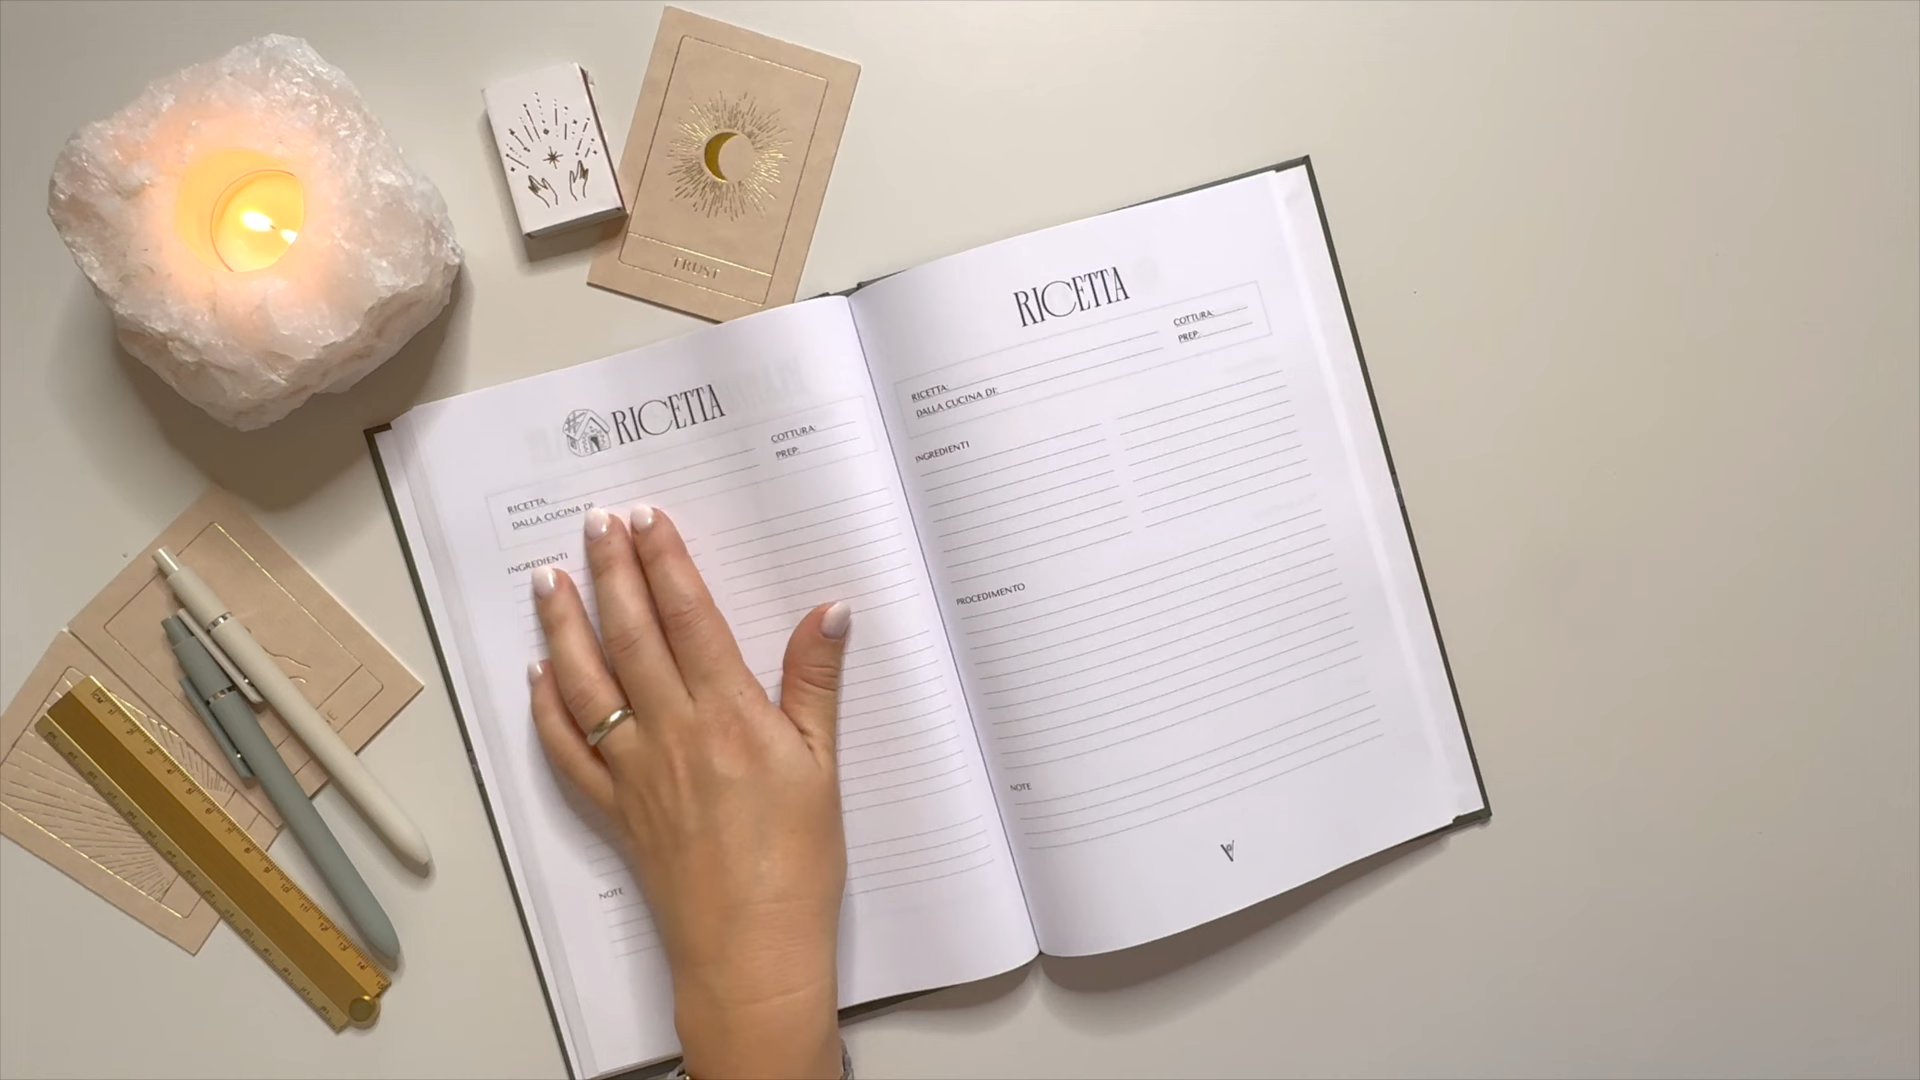 TRUST
RICETTA
RICETTA:
DALLA CUCINA DI:
COTTURA:
PREP:
INGREDIENTI
NOTE
RICETTA
RICETTA:
DALLA CUCINA DI:
COTTURA:
PREP:
INGREDIENTI
PROCEDIMENTO
NOTE